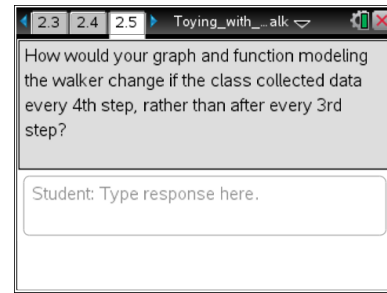 2.3 2.4 2.5 Toying_with_...alk
How would your graph and function modeling
the walker change if the class collected data
every 4th step, rather than after every 3rd
step?
Student: Type response here.